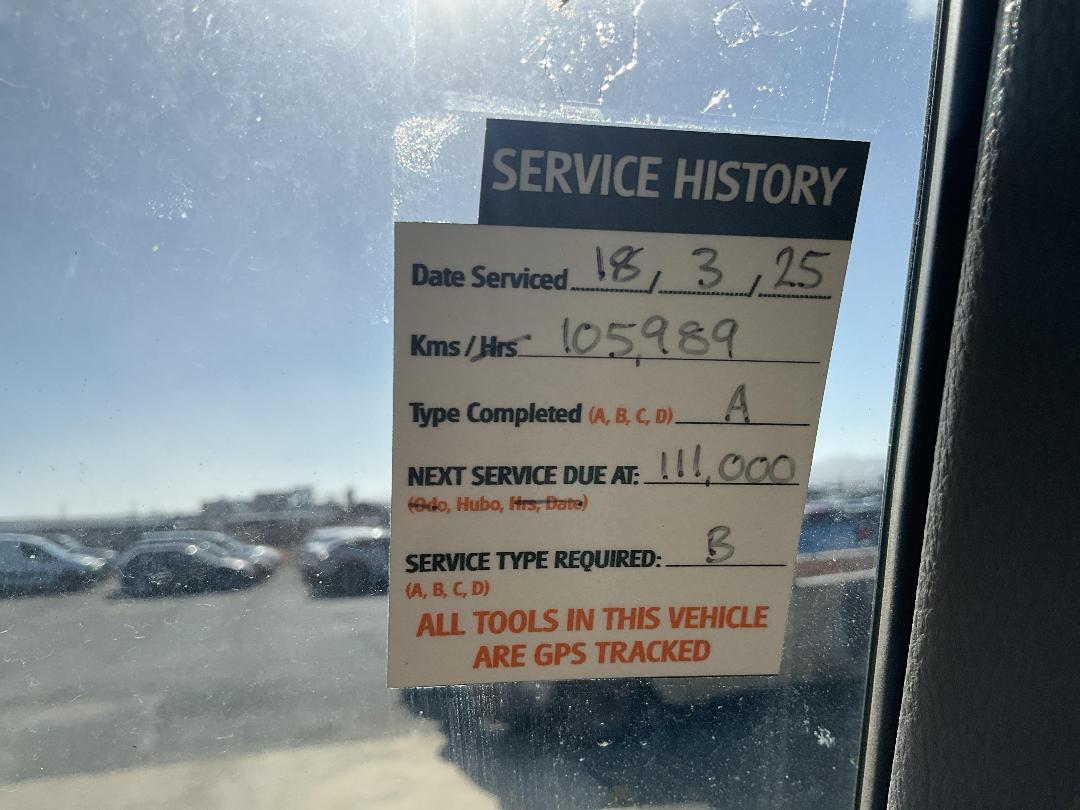 SERVICE HISTORY
Date Serviced 18 / 3 / 25
Kms / Hrs 105,989
Type Completed (A, B, C, D) A
NEXT SERVICE DUE AT: 111,000
(Odo, Hubo, Hrs, Date)
SERVICE TYPE REQUIRED: B
(A, B, C, D)
ALL TOOLS IN THIS VEHICLE
ARE GPS TRACKED